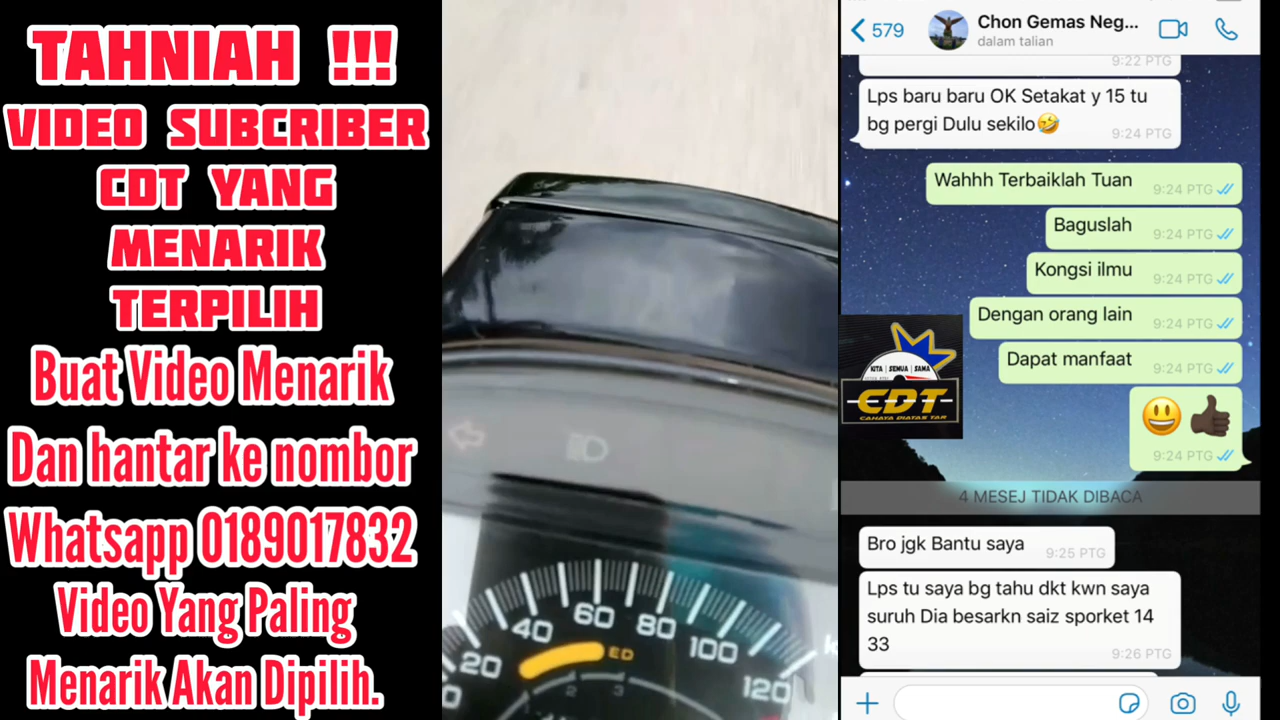 TAHNIAH !!!
VIDEO SUBCRIBER
CDT YANG
MENARIK
TERPILIH
Buat Video Menarik
Dan hantar ke nombor
Whatsapp 0189017832
Video Yang Paling
Menarik Akan Dipilih.
20 40 60 80 100 120
ED
2 3
579
Chon Gemas Neg...
dalam talian
9:22 PTG
Lps baru baru OK Setakat y 15 tu
bg pergi Dulu sekilo🤣
9:24 PTG
Wahhh Terbaiklah Tuan 9:24 PTG
Baguslah 9:24 PTG
Kongsi ilmu 9:24 PTG
Dengan orang lain 9:24 PTG
Dapat manfaat 9:24 PTG
😃👍🏿
9:24 PTG
KITA | SEMUA | SAMA
CDT
CAHAYA DIATAS TAR
4 MESEJ TIDAK DIBACA
Bro jgk Bantu saya 9:25 PTG
Lps tu saya bg tahu dkt kwn saya
suruh Dia besarkn saiz sporket 14
33
9:26 PTG